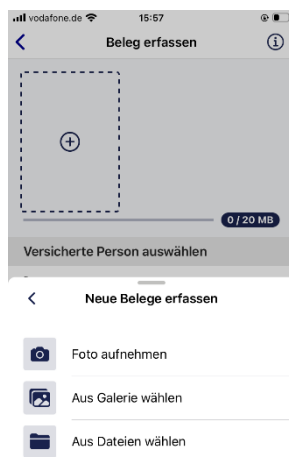 vodafone.de 15:57
Beleg erfassen
0 / 20 MB
Versicherte Person auswählen
Neue Belege erfassen
Foto aufnehmen
Aus Galerie wählen
Aus Dateien wählen